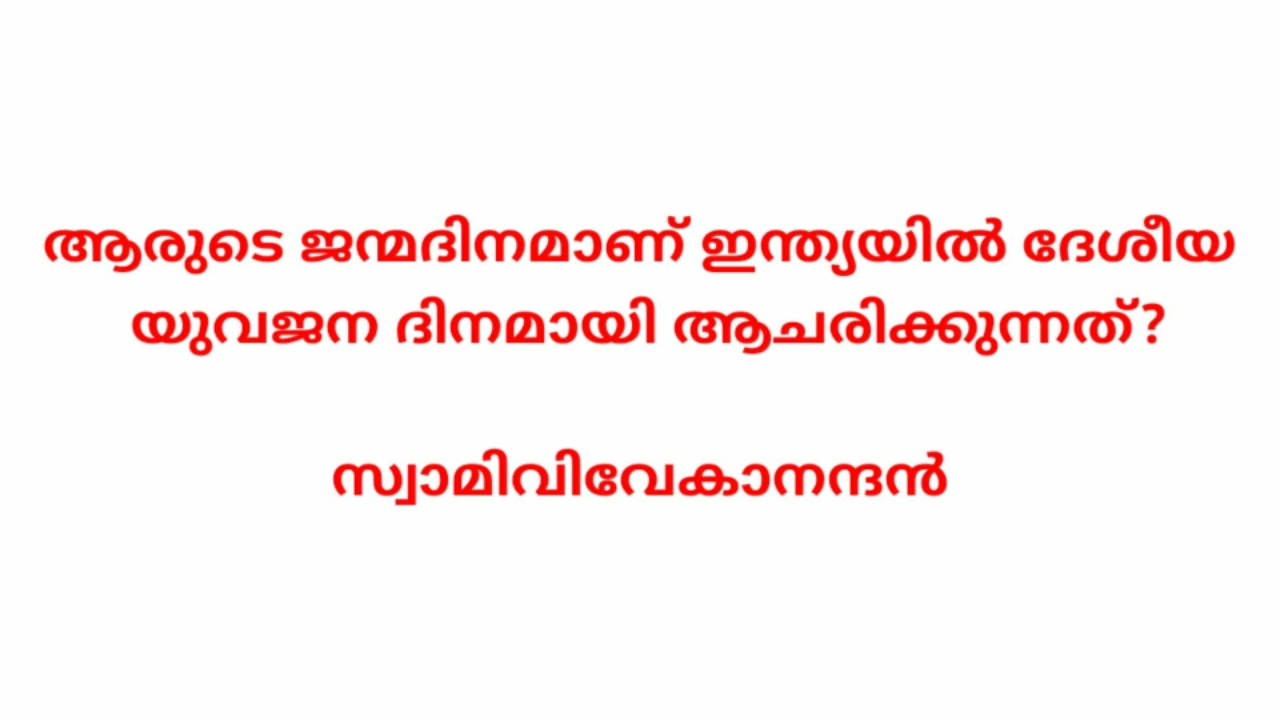 ആരുടെ ജന്മദിനമാണ് ഇന്ത്യയിൽ ദേശീയ
യുവജന ദിനമായി ആചരിക്കുന്നത്?
സ്വാമിവിവേകാനന്ദൻ